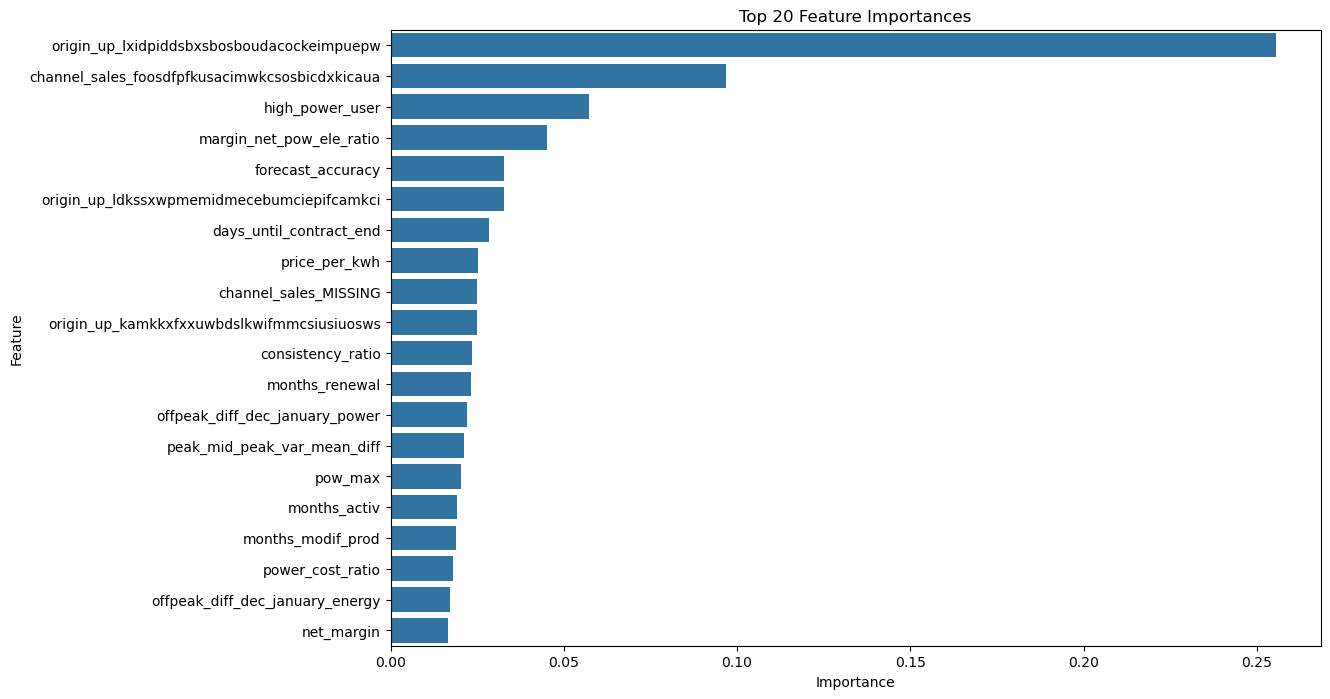 Top 20 Feature Importances
origin_up_lxidpiddsbxsbosboudacockeimpuepw
channel_sales_foosdfpfkusacimwkcsosbicdxkicaua
high_power_user
margin_net_pow_ele_ratio
forecast_accuracy
origin_up_ldkssxwpmemidmecebumciepifcamkci
days_until_contract_end
price_per_kwh
channel_sales_MISSING
origin_up_kamkkxfxxuwbdslkwifmmcsiusiuosws
consistency_ratio
months_renewal
offpeak_diff_dec_january_power
peak_mid_peak_var_mean_diff
pow_max
months_activ
months_modif_prod
power_cost_ratio
offpeak_diff_dec_january_energy
net_margin
Feature
0.00 0.05 0.10 0.15 0.20 0.25
Importance